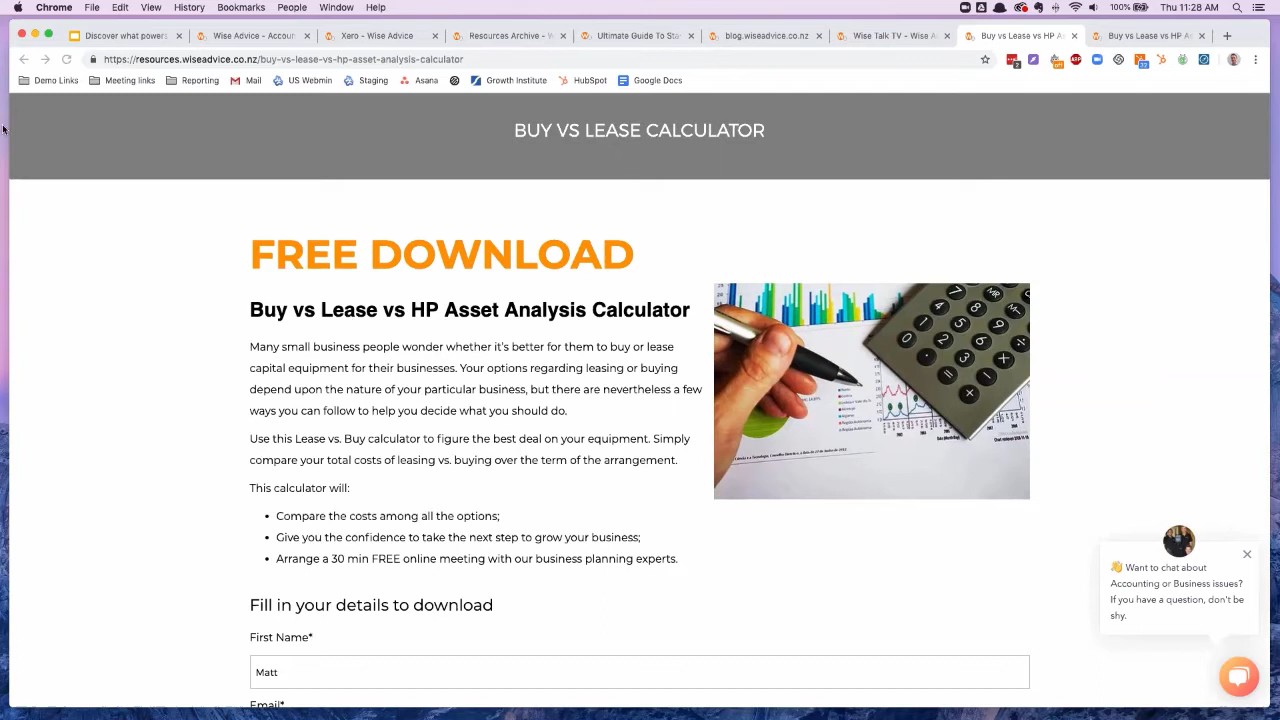 Chrome File Edit View History Bookmarks People Window Help 100% Thu 11:28 AM
Discover what powers Wise Advice - Accoun Xero - Wise Advice Resources Archive - W Ultimate Guide To Sta blog.wiseadvice.co.nz Wise Talk TV - Wise A Buy vs Lease vs HP As Buy vs Lease vs HP As
https://resources.wiseadvice.co.nz/buy-vs-lease-vs-hp-asset-analysis-calculator
Demo Links Meeting links Reporting Mail US Webmin Staging Asana Growth Institute HubSpot Google Docs
BUY VS LEASE CALCULATOR
FREE DOWNLOAD
Buy vs Lease vs HP Asset Analysis Calculator
Many small business people wonder whether it's better for them to buy or lease
capital equipment for their businesses. Your options regarding leasing or buying
depend upon the nature of your particular business, but there are nevertheless a few
ways you can follow to help you decide what you should do.
Use this Lease vs. Buy calculator to figure the best deal on your equipment. Simply
compare your total costs of leasing vs. buying over the term of the arrangement.
This calculator will:
• Compare the costs among all the options;
• Give you the confidence to take the next step to grow your business;
• Arrange a 30 min FREE online meeting with our business planning experts.
Fill in your details to download
First Name*
Matt
Email*
Want to chat about
Accounting or Business issues?
If you have a question, don't be
shy.